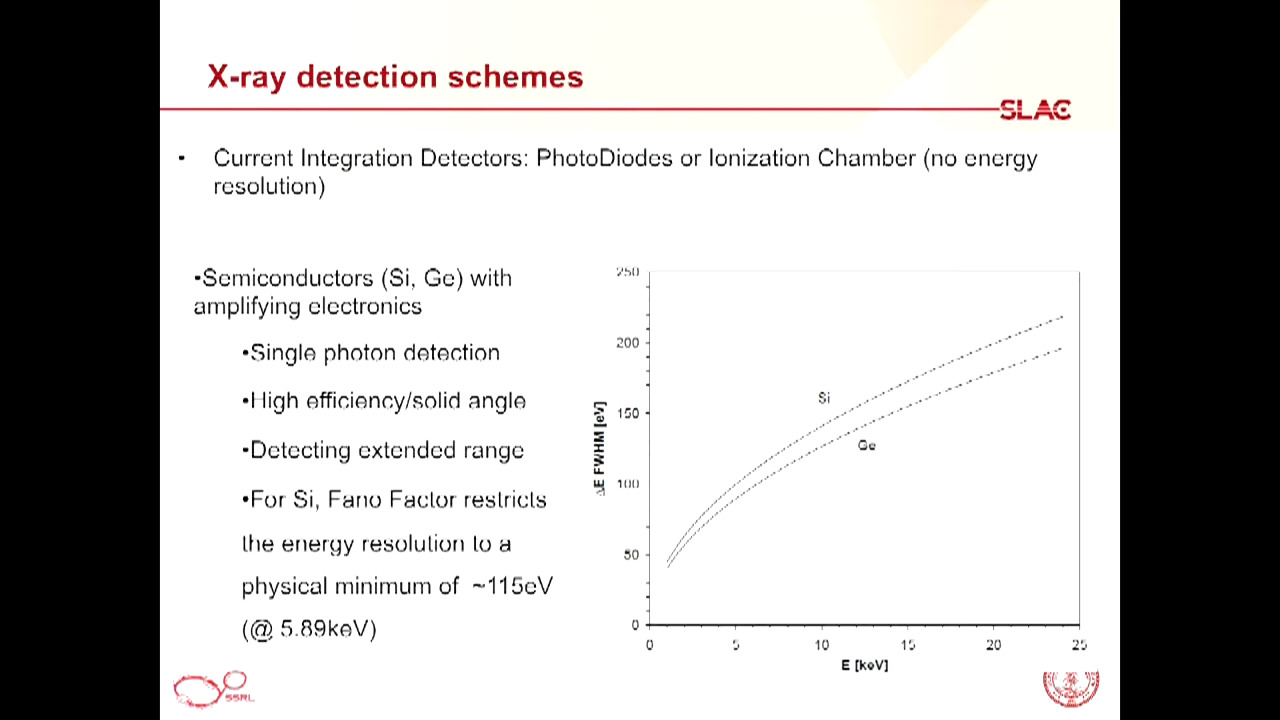 X-ray detection schemes
SLAC
• Current Integration Detectors: PhotoDiodes or Ionization Chamber (no energy
resolution)
•Semiconductors (Si, Ge) with
amplifying electronics
•Single photon detection
•High efficiency/solid angle
•Detecting extended range
•For Si, Fano Factor restricts
the energy resolution to a
physical minimum of ~115eV
(@ 5.89keV)
250
200
150
100
50
0
ΔE FWHM [eV]
Si
Ge
0 5 10 15 20 25
E [keV]
SSRL